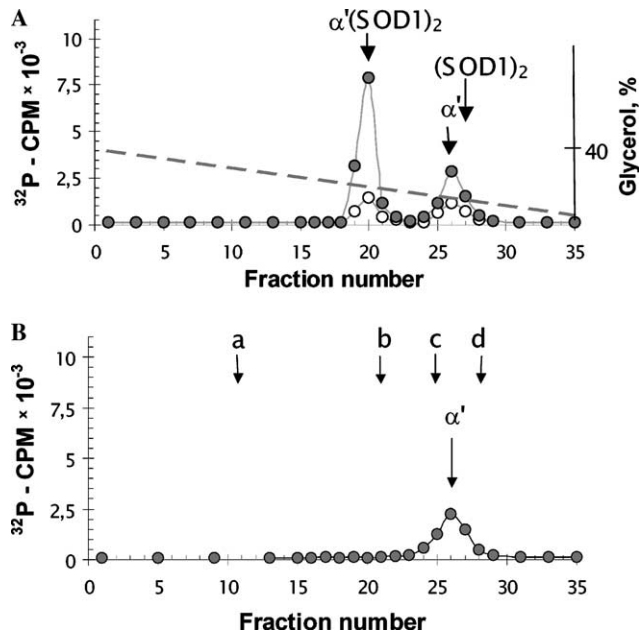 A
α'(SOD1)₂
(SOD1)₂
α'
³²P - CPM × 10⁻³
10
7,5
5
2,5
0
40
Glycerol, %
1 5 10 15 20 25 30 35
Fraction number
B
a b c d
α'
³²P - CPM × 10⁻³
10
7,5
5
2,5
0
1 5 10 15 20 25 30 35
Fraction number